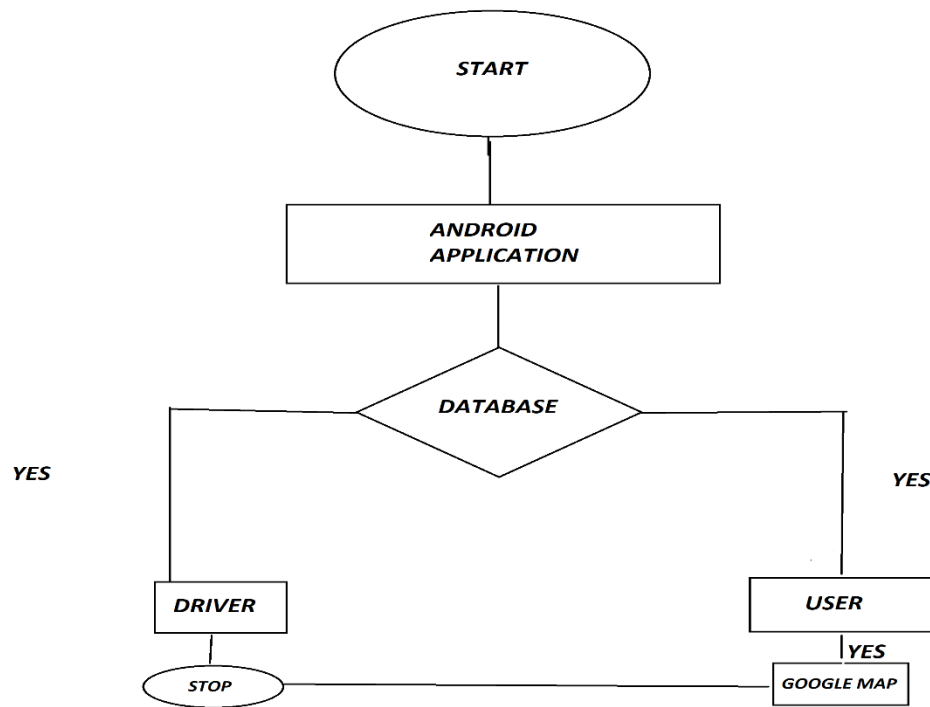 START
ANDROID
APPLICATION
DATABASE
YES
YES
DRIVER
USER
YES
STOP
GOOGLE MAP